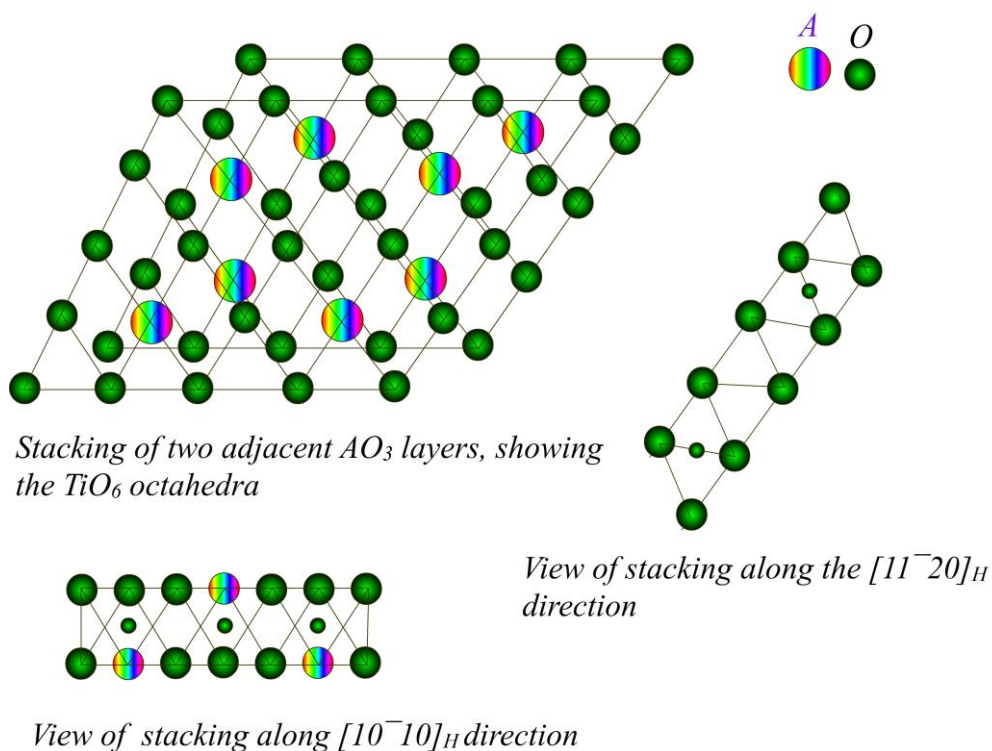 A O
Stacking of two adjacent AO₃ layers, showing
the TiO₆ octahedra
View of stacking along the [11¯20]H
direction
View of stacking along [10¯10]H direction